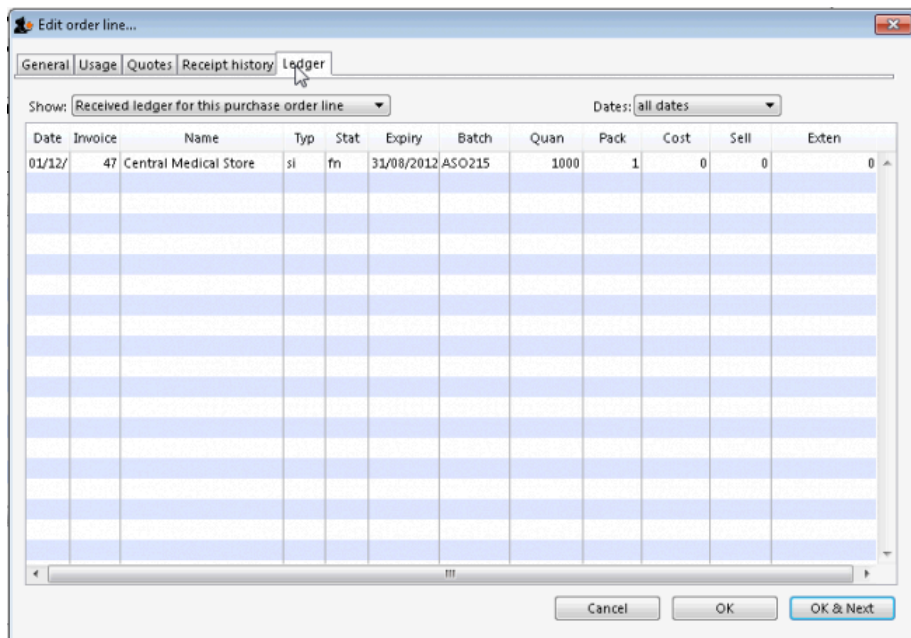 Edit order line...
General Usage Quotes Receipt history Ledger
Show: Received ledger for this purchase order line Dates: all dates
Date Invoice Name Typ Stat Expiry Batch Quan Pack Cost Sell Exten
01/12/ 47 Central Medical Store si fn 31/08/2012 ASO215 1000 1 0 0 0
Cancel OK OK & Next